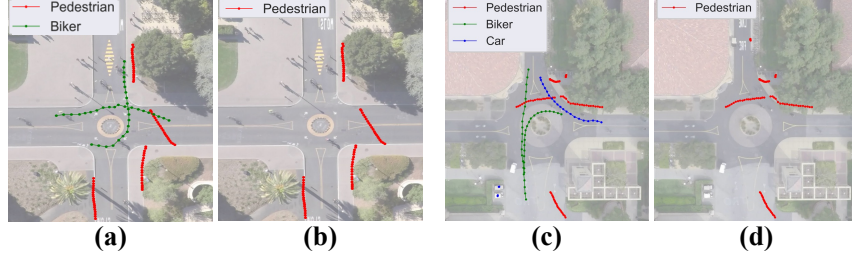 Pedestrian
Biker
Pedestrian
Pedestrian
Biker
Car
Pedestrian
(a)
(b)
(c)
(d)